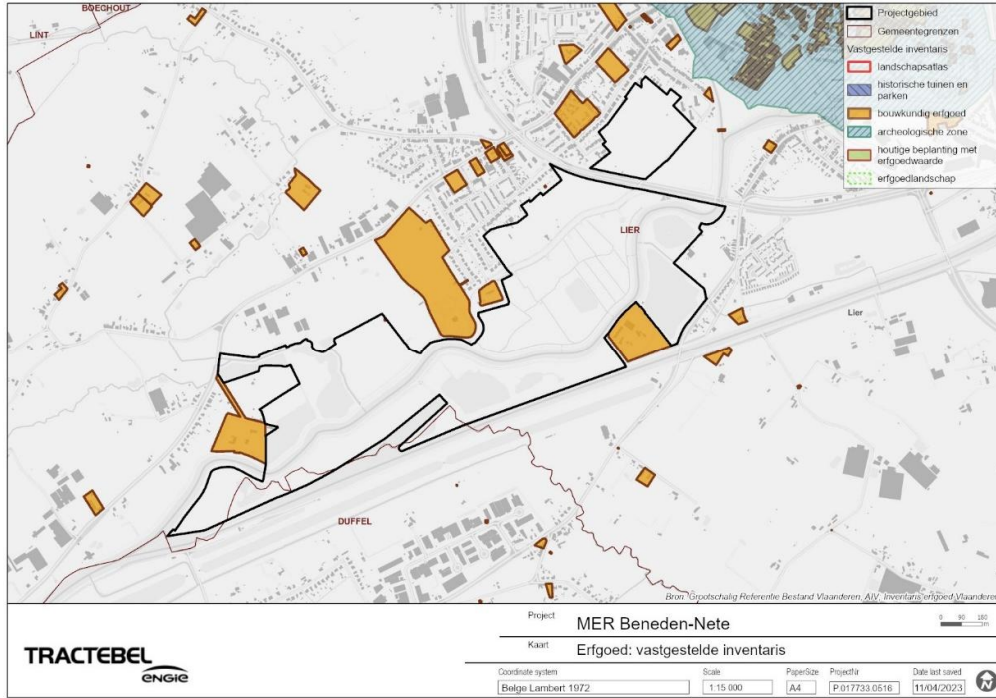 BOECHOUT
LINT
Projectgebied
Gemeentegrenzen
Vastgestelde inventaris
landschapsatlas
historische tuinen en
parken
bouwkundig erfgoed
archeologische zone
houtige beplanting met
erfgoedwaarde
erfgoedlandschap
LIER
Lier
DUFFEL
Bron: Grootschalig Referentie Bestand Vlaanderen, AIV; Inventaris erfgoed Vlaanderen
Project MER Beneden-Nete
0 90 180
m
Kaart Erfgoed: vastgestelde inventaris
TRACTEBEL
ENGIE
Coordinate system Scale PaperSize Projectnr Date last saved
Belge Lambert 1972 1:15 000 A4 P.017733.0516 11/04/2023